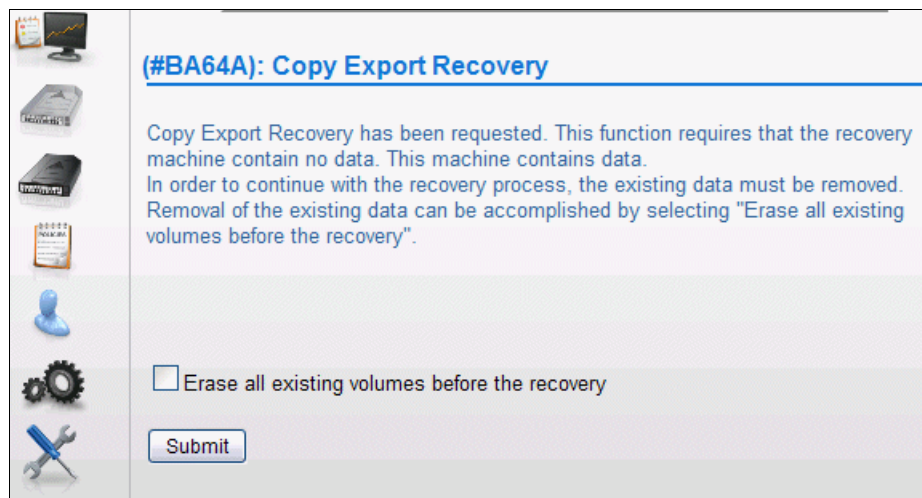 (#BA64A): Copy Export Recovery
Copy Export Recovery has been requested. This function requires that the recovery
machine contain no data. This machine contains data.
In order to continue with the recovery process, the existing data must be removed.
Removal of the existing data can be accomplished by selecting "Erase all existing
volumes before the recovery".
Erase all existing volumes before the recovery
Submit